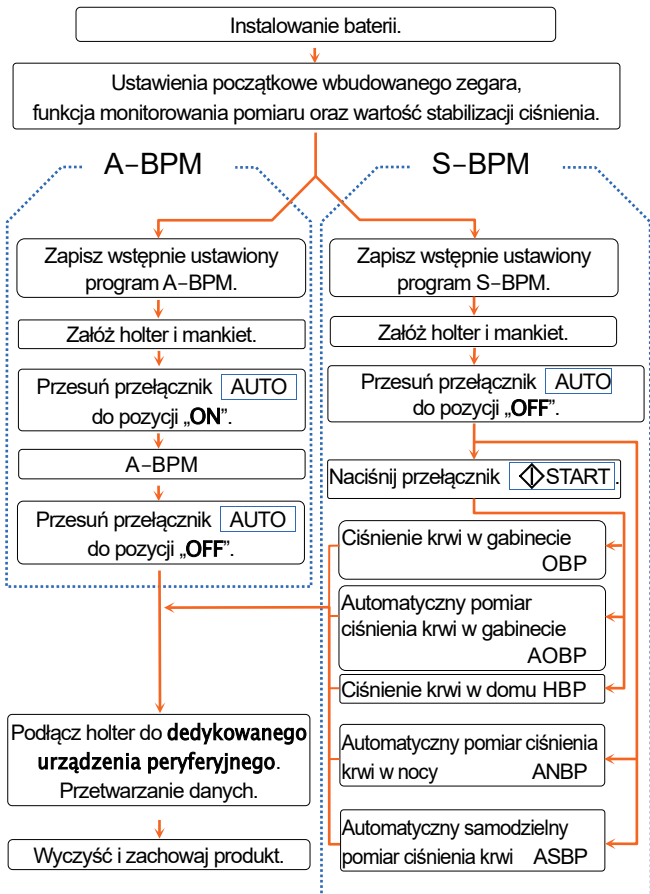 Instalowanie baterii.
Ustawienia początkowe wbudowanego zegara,
funkcja monitorowania pomiaru oraz wartość stabilizacji ciśnienia.
A–BPM
Zapisz wstępnie ustawiony
program A–BPM.
Załóż holter i mankiet.
Przesuń przełącznik AUTO
do pozycji „ON”.
A–BPM
Przesuń przełącznik AUTO
do pozycji „OFF”.
S–BPM
Zapisz wstępnie ustawiony
program S–BPM.
Załóż holter i mankiet.
Przesuń przełącznik AUTO
do pozycji „OFF”.
Naciśnij przełącznik START.
Ciśnienie krwi w gabinecie
OBP
Automatyczny pomiar
ciśnienia krwi w gabinecie
AOBP
Ciśnienie krwi w domu HBP
Automatyczny pomiar ciśnienia
krwi w nocy ANBP
Automatyczny samodzielny
pomiar ciśnienia krwi ASBP
Podłącz holter do dedykowanego
urządzenia peryferyjnego.
Przetwarzanie danych.
Wyczyść i zachowaj produkt.